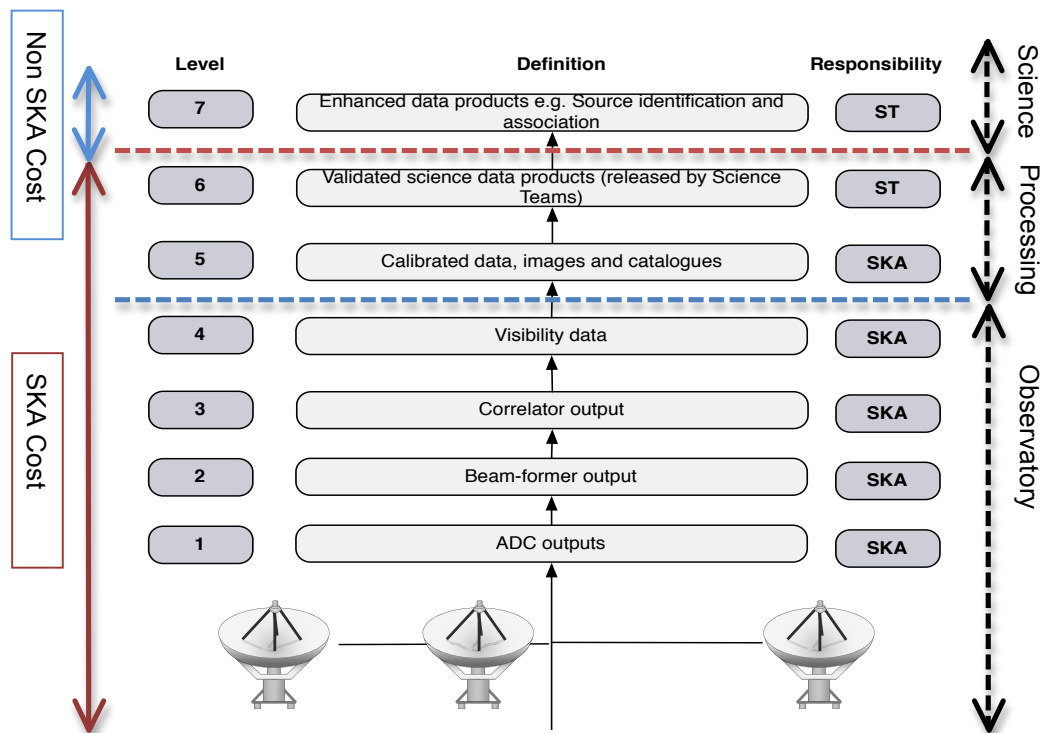 Non SKA Cost
SKA Cost
Level
Definition
Responsibility
7
Enhanced data products e.g. Source identification and
association
ST
6
Validated science data products (released by Science
Teams)
ST
5
Calibrated data, images and catalogues
SKA
4
Visibility data
SKA
3
Correlator output
SKA
2
Beam-former output
SKA
1
ADC outputs
SKA
Science
Processing
Observatory